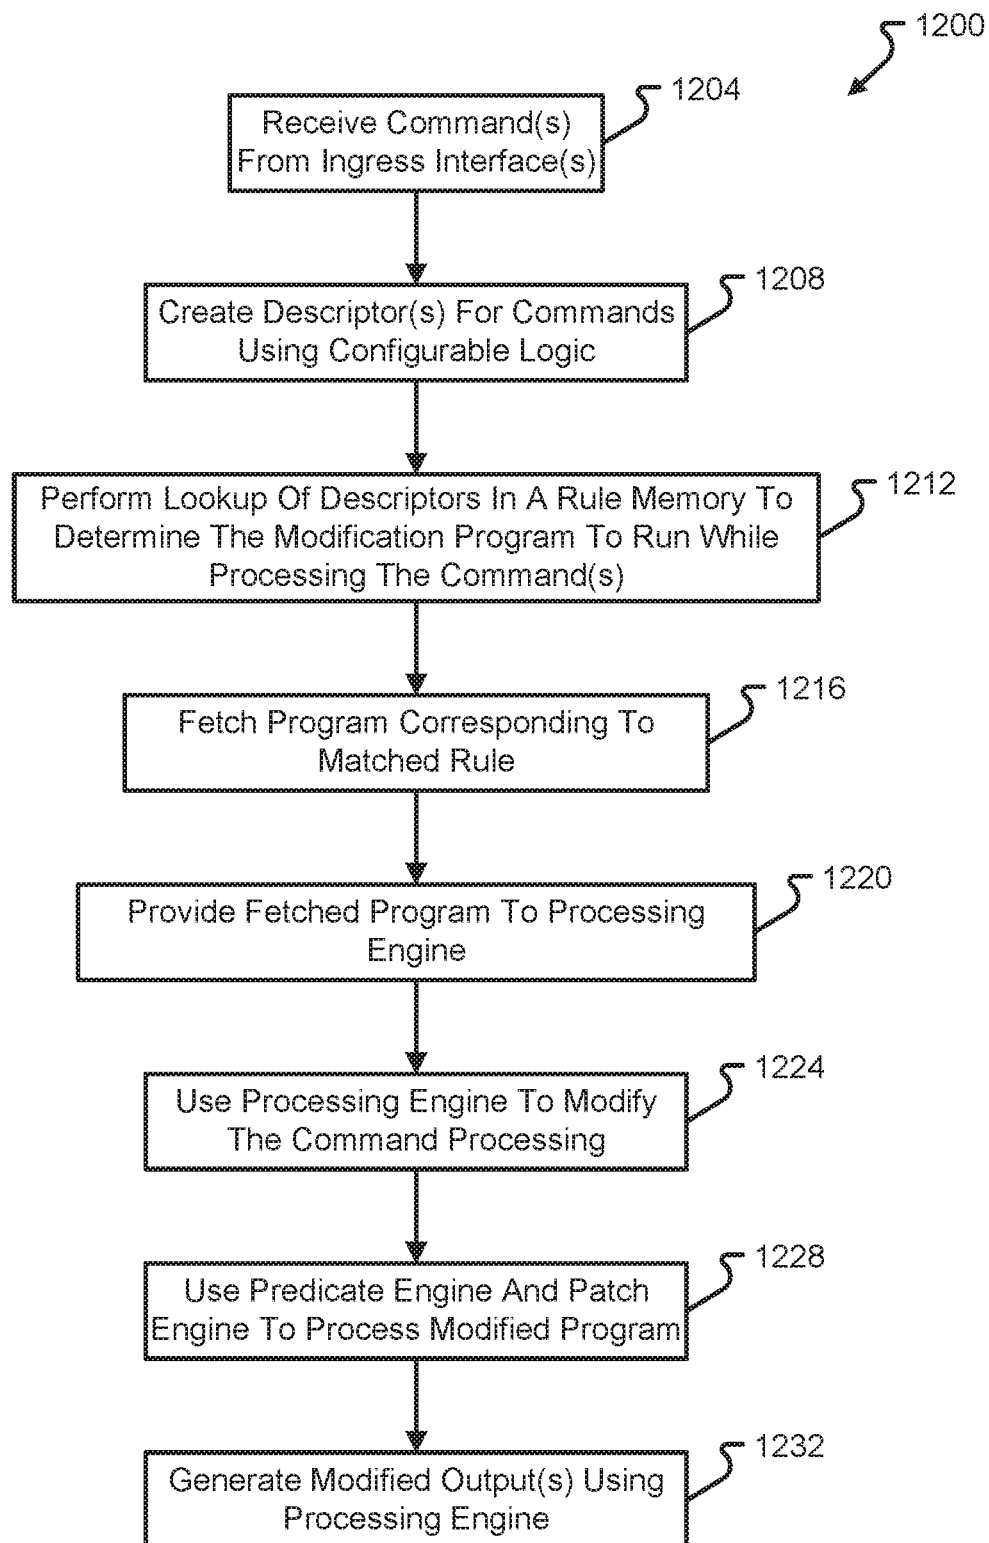 1200
1204
Receive Command(s)
From Ingress Interface(s)
1208
Create Descriptor(s) For Commands
Using Configurable Logic
1212
Perform Lookup Of Descriptors In A Rule Memory To
Determine The Modification Program To Run While
Processing The Command(s)
1216
Fetch Program Corresponding To
Matched Rule
1220
Provide Fetched Program To Processing
Engine
1224
Use Processing Engine To Modify
The Command Processing
1228
Use Predicate Engine And Patch
Engine To Process Modified Program
1232
Generate Modified Output(s) Using
Processing Engine